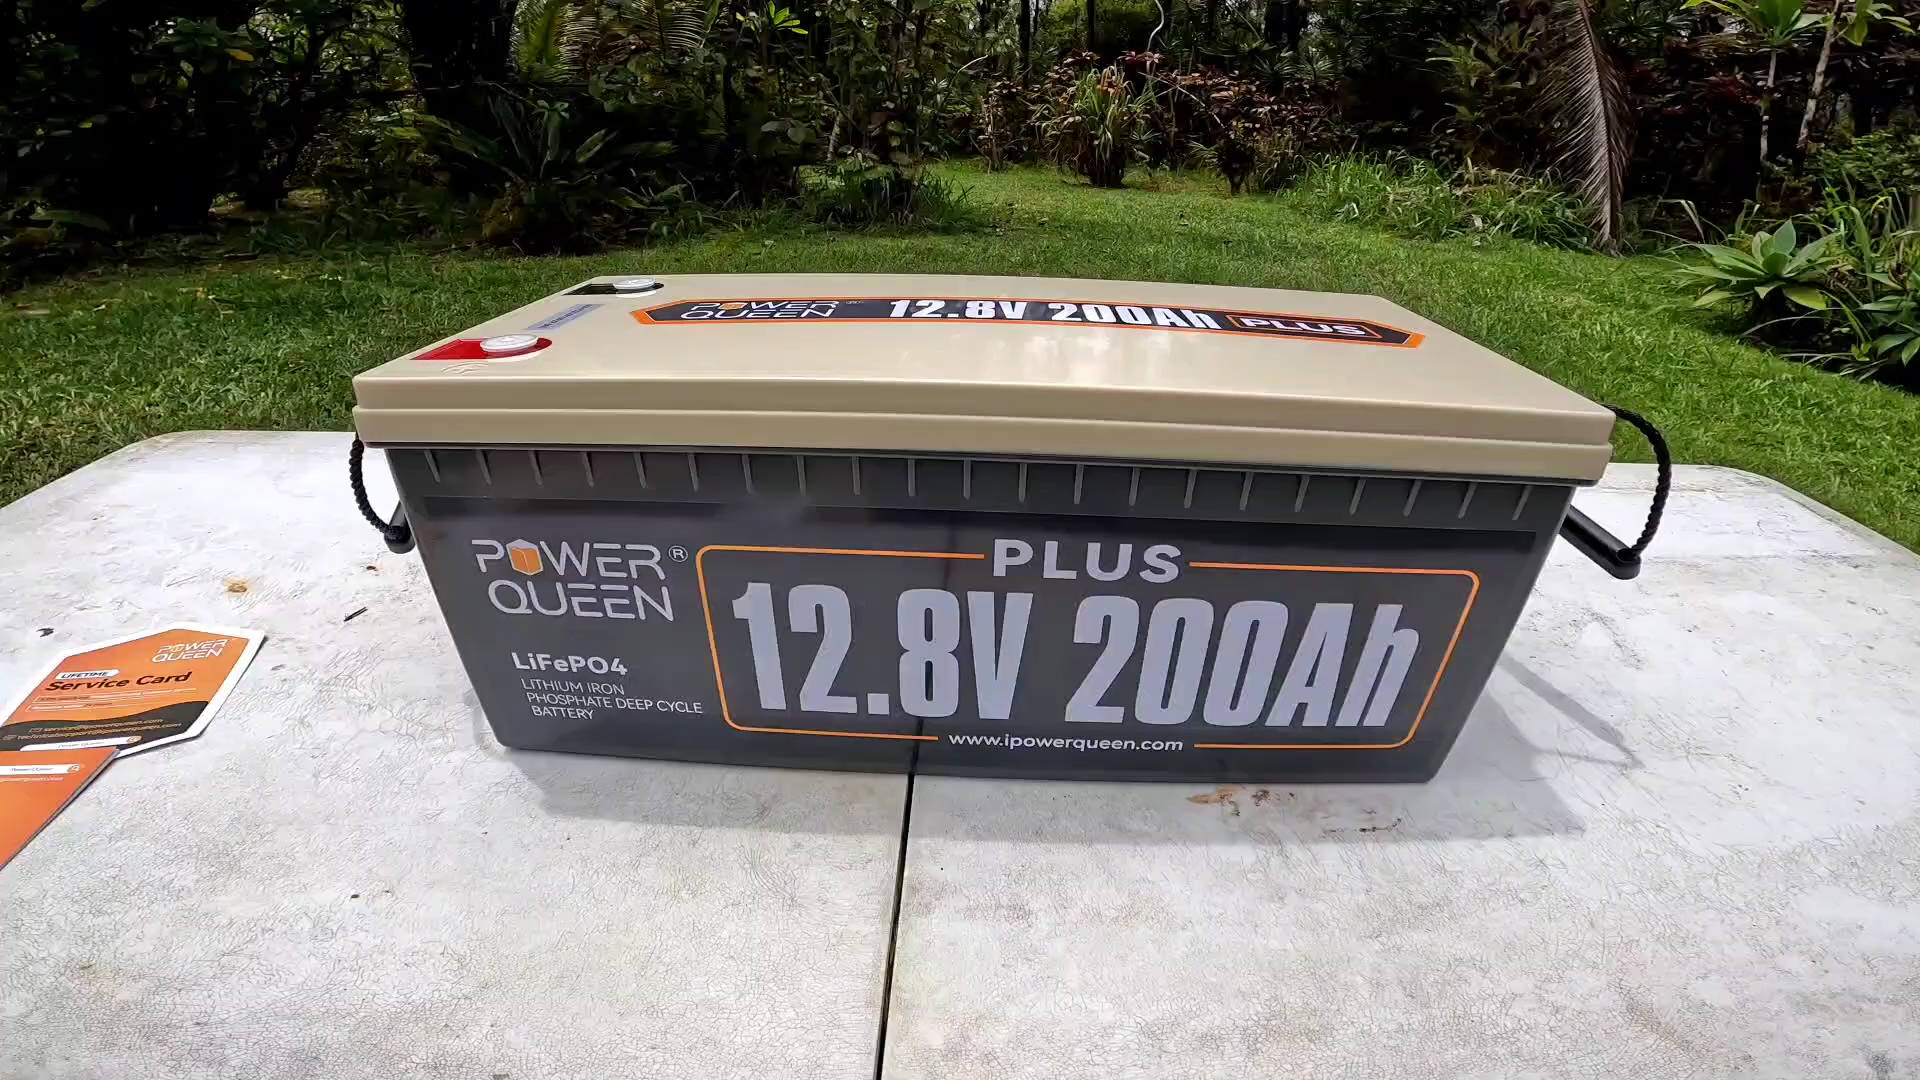 POWER
QUEEN
12.8V 200Ah PLUS
POWER®
QUEEN
LiFePO4
LITHIUM IRON
PHOSPHATE DEEP CYCLE
BATTERY
PLUS
12.8V 200Ah
www.ipowerqueen.com
POWER
QUEEN
LIFETIME
Service Card